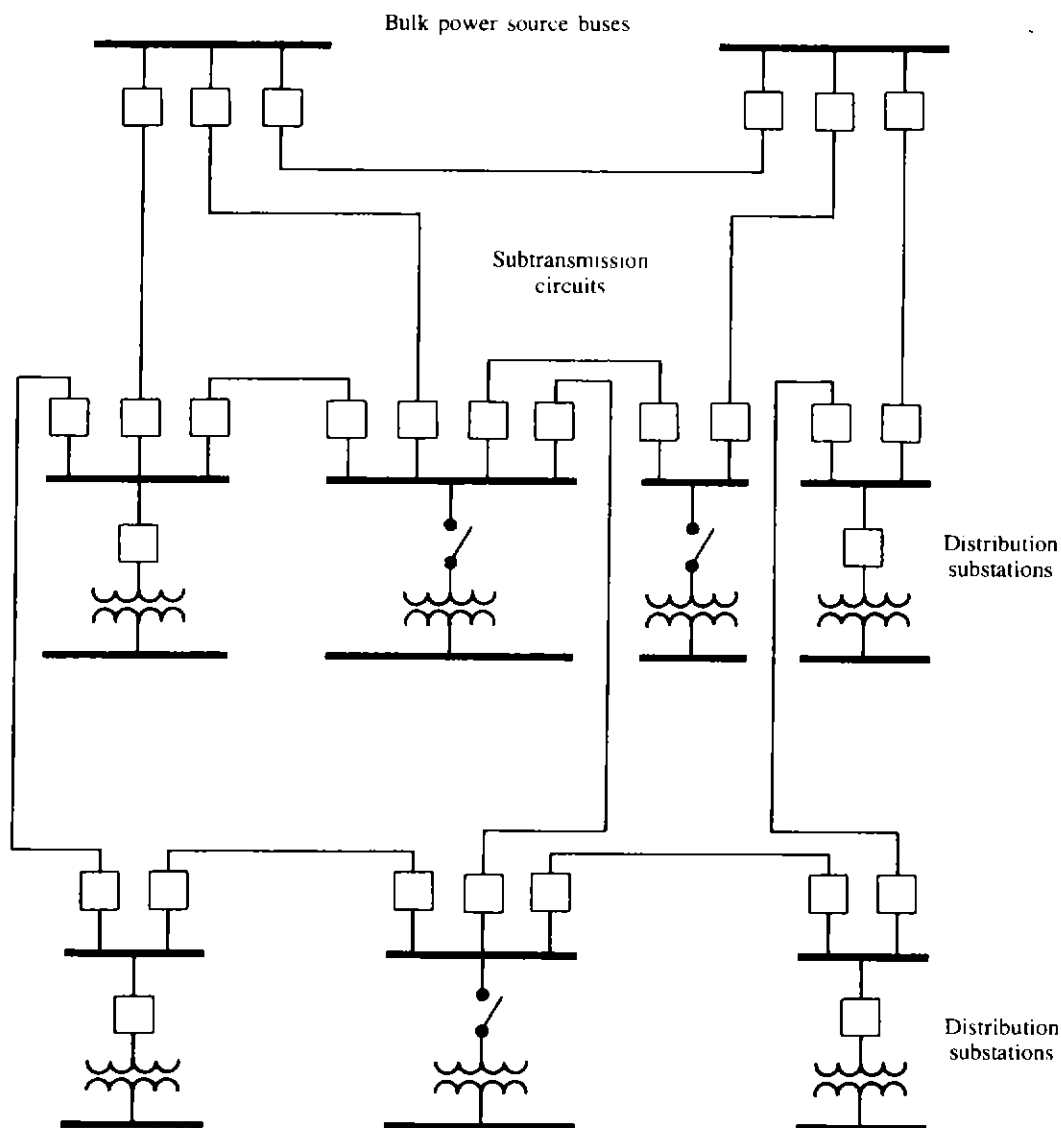 Bulk power source buses
Subtransmission
circuits
Distribution
substations
Distribution
substations